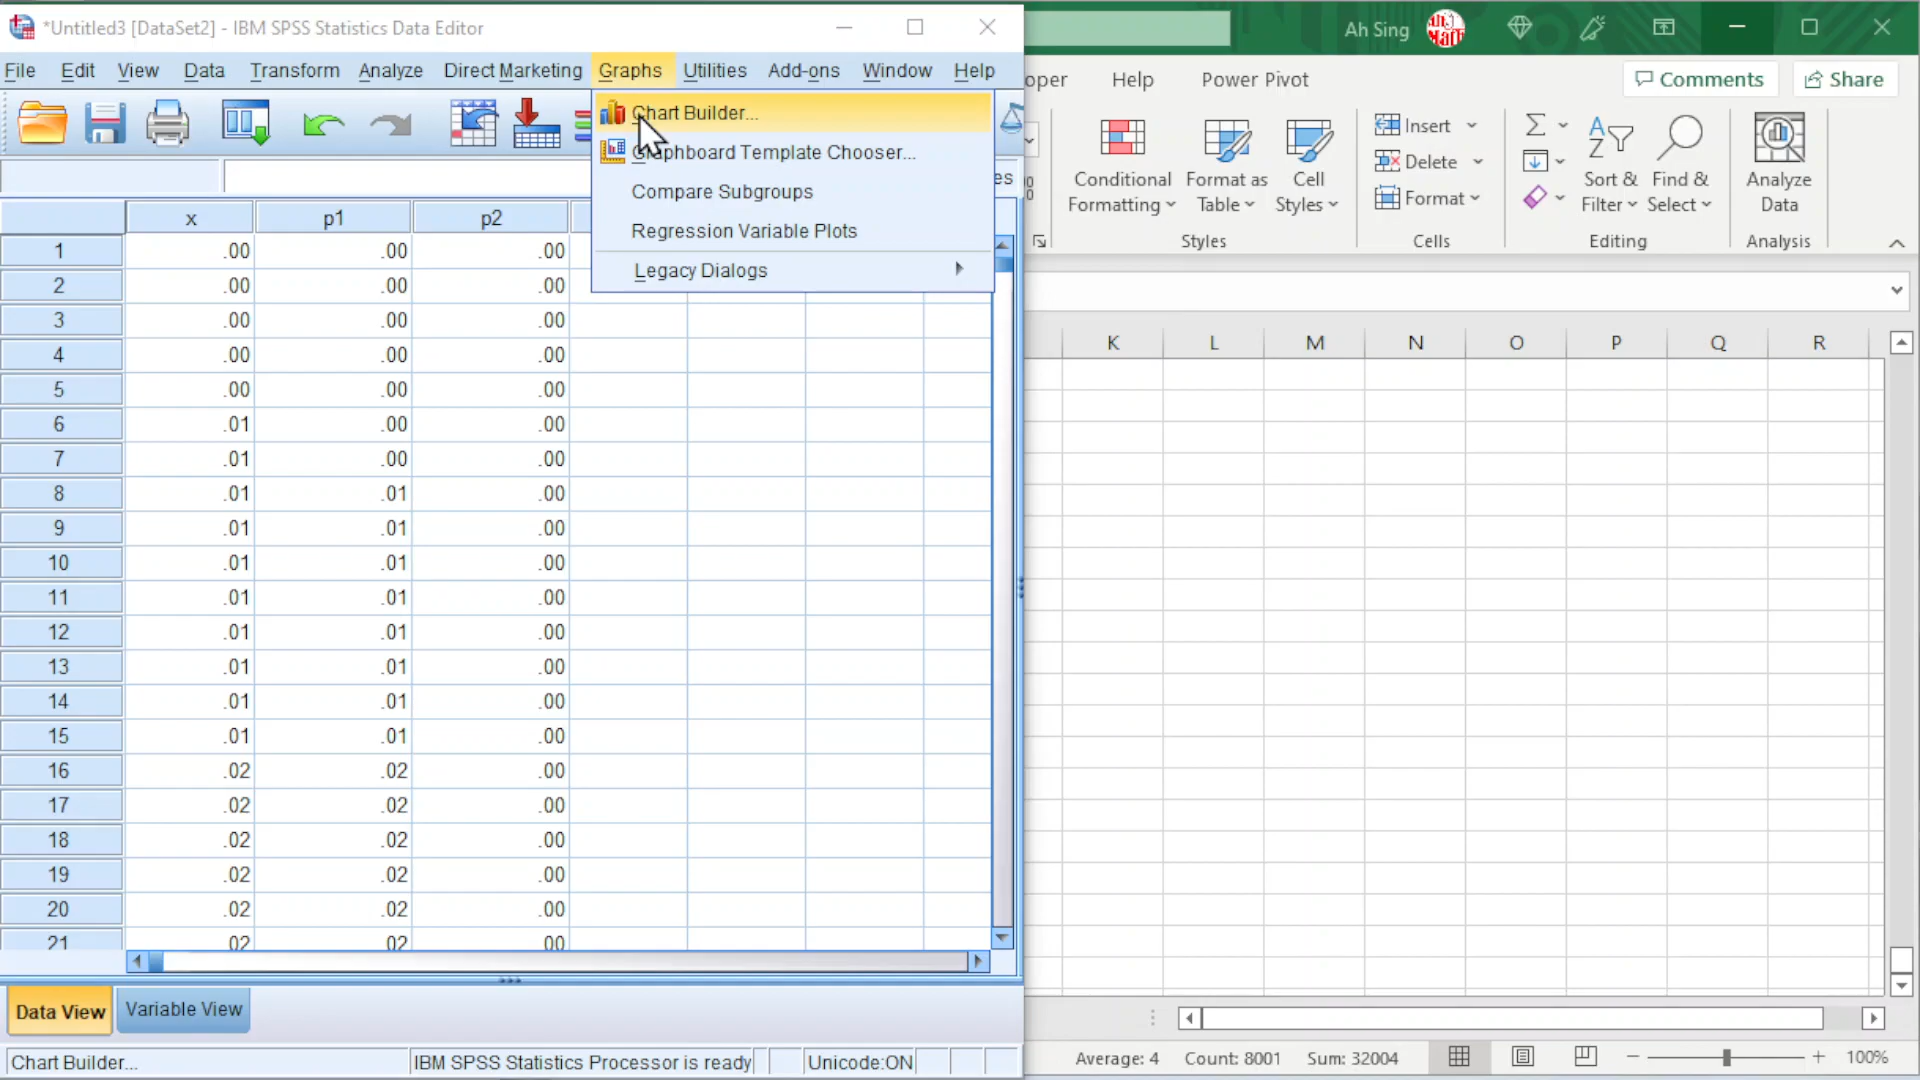 *Untitled3 [DataSet2] - IBM SPSS Statistics Data Editor
File Edit View Data Transform Analyze Direct Marketing Graphs Utilities Add-ons Window Help
Chart Builder...
Graphboard Template Chooser...
Compare Subgroups
Regression Variable Plots
Legacy Dialogs
x p1 p2
1 .00 .00 .00
2 .00 .00 .00
3 .00 .00 .00
4 .00 .00 .00
5 .00 .00 .00
6 .01 .00 .00
7 .01 .00 .00
8 .01 .01 .00
9 .01 .01 .00
10 .01 .01 .00
11 .01 .01 .00
12 .01 .01 .00
13 .01 .01 .00
14 .01 .01 .00
15 .01 .01 .00
16 .02 .02 .00
17 .02 .02 .00
18 .02 .02 .00
19 .02 .02 .00
20 .02 .02 .00
21 02 02 00
Data View Variable View
Chart Builder... IBM SPSS Statistics Processor is ready Unicode:ON
Ah Sing
oper Help Power Pivot Comments Share
Conditional Formatting
Format as Table
Cell Styles
Styles
Insert
Delete
Format
Cells
Sort & Filter
Find & Select
Editing
Analyze Data
Analysis
K L M N O P Q R
Average: 4 Count: 8001 Sum: 32004 100%